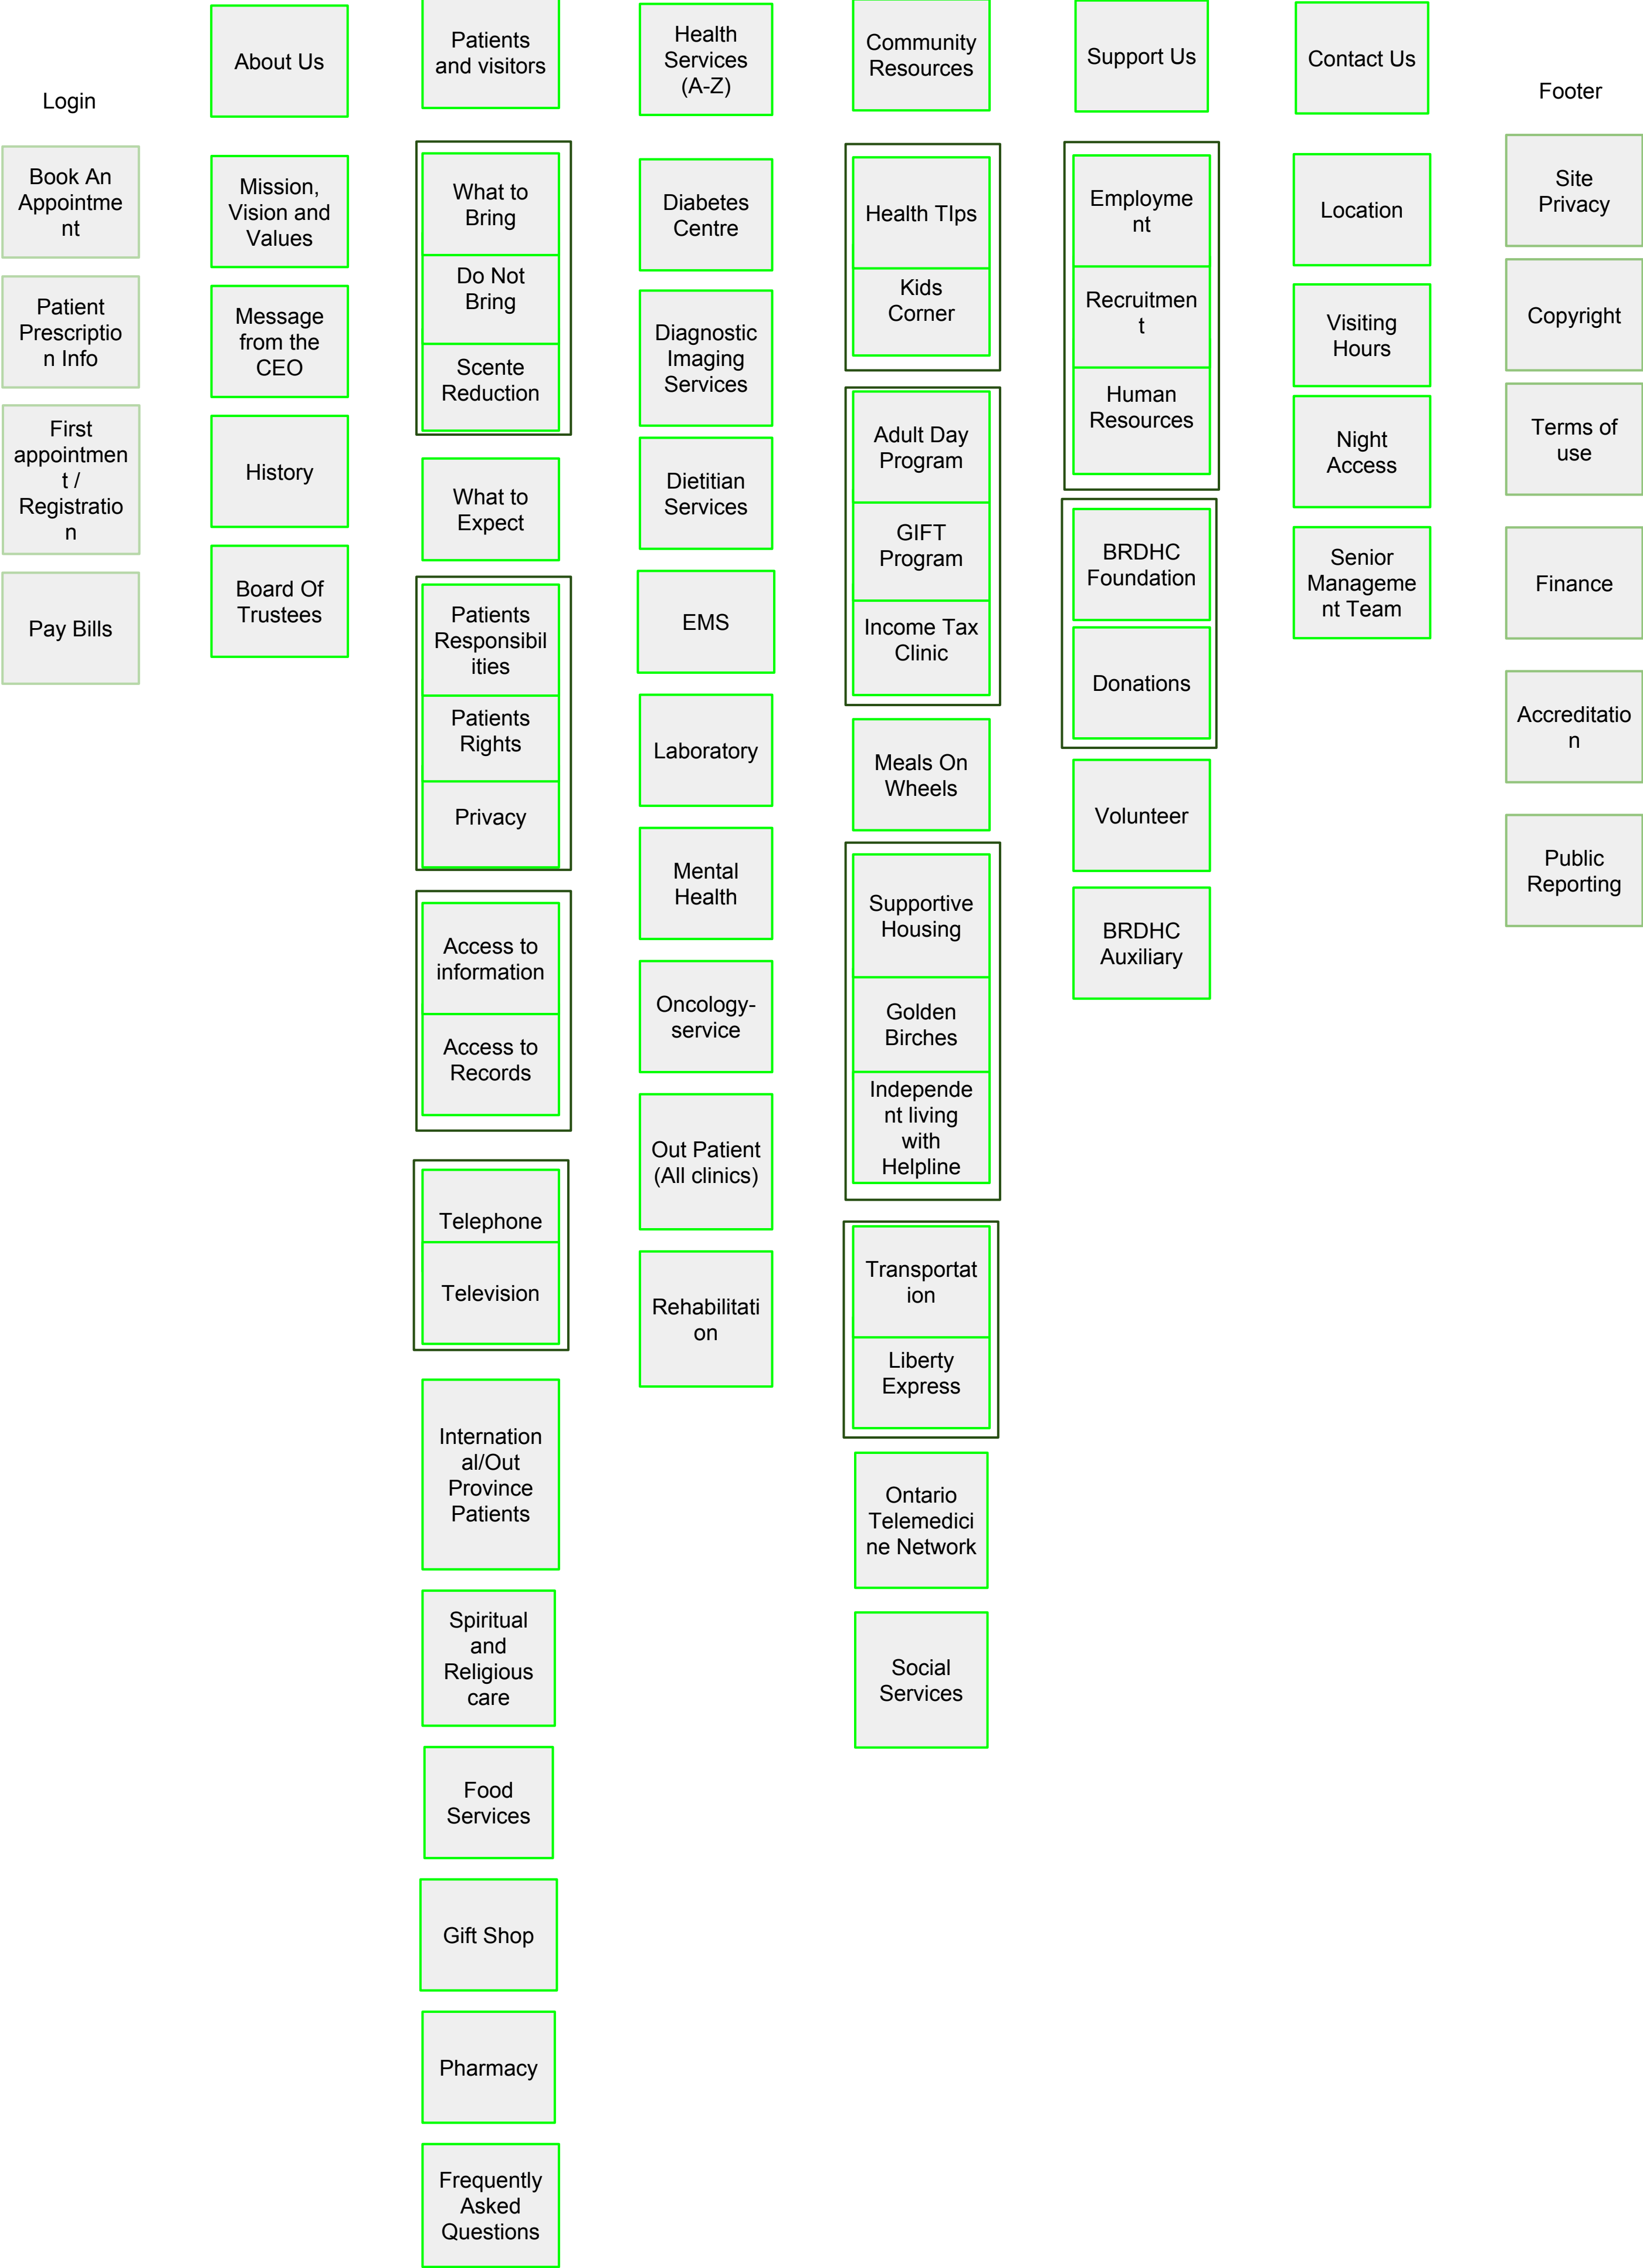 Login
Book An
Appointme
nt
Patient
Prescriptio
n Info
First
appointmen
t /
Registratio
n
Pay Bills
About Us
Mission,
Vision and
Values
Message
from the
CEO
History
Board Of
Trustees
Patients
and visitors
What to
Bring
Do Not
Bring
Scente
Reduction
What to
Expect
Patients
Responsibil
ities
Patients
Rights
Privacy
Access to
information
Access to
Records
Telephone
Television
Internation
al/Out
Province
Patients
Spiritual
and
Religious
care
Food
Services
Gift Shop
Pharmacy
Frequently
Asked
Questions
Health
Services
(A-Z)
Diabetes
Centre
Diagnostic
Imaging
Services
Dietitian
Services
EMS
Laboratory
Mental
Health
Oncology-
service
Out Patient
(All clinics)
Rehabilitati
on
Community
Resources
Health TIps
Kids
Corner
Adult Day
Program
GIFT
Program
Income Tax
Clinic
Meals On
Wheels
Supportive
Housing
Golden
Birches
Independe
nt living
with
Helpline
Transportat
ion
Liberty
Express
Ontario
Telemedici
ne Network
Social
Services
Support Us
Employme
nt
Recruitmen
t
Human
Resources
BRDHC
Foundation
Donations
Volunteer
BRDHC
Auxiliary
Contact Us
Location
Visiting
Hours
Night
Access
Senior
Manageme
nt Team
Footer
Site
Privacy
Copyright
Terms of
use
Finance
Accreditatio
n
Public
Reporting